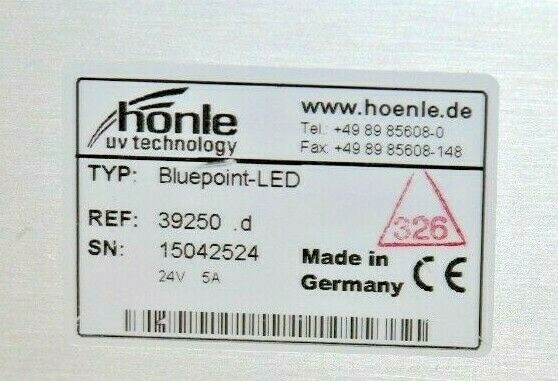 hönle
uv technology
www.hoenle.de
Tel.: +49 89 85608-0
Fax: +49 89 85608-148
TYP: Bluepoint-LED
REF: 39250 .d
SN: 15042524
24V 5A
326
Made in
Germany
CE